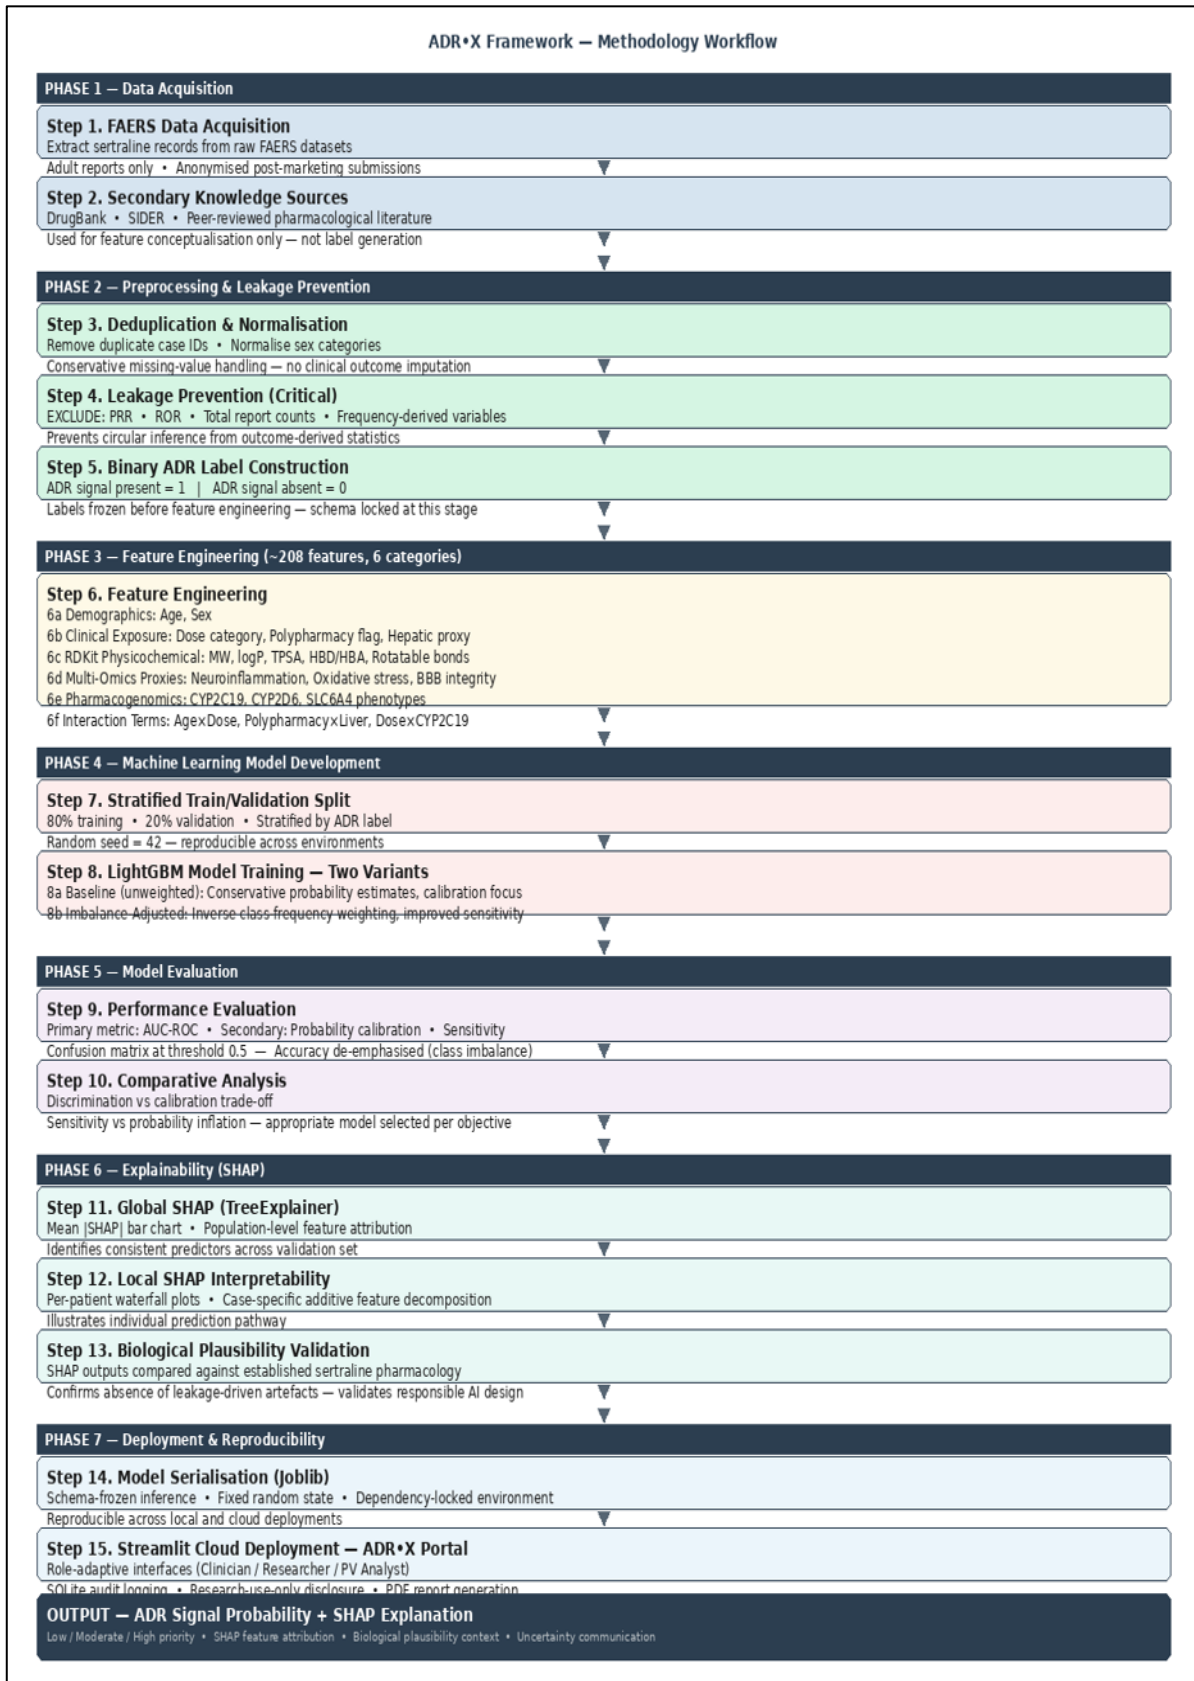 ADR•X Framework — Methodology Workflow
PHASE 1 — Data Acquisition
Step 1. FAERS Data Acquisition
Extract sertraline records from raw FAERS datasets
Adult reports only • Anonymised post-marketing submissions
Step 2. Secondary Knowledge Sources
DrugBank • SIDER • Peer-reviewed pharmacological literature
Used for feature conceptualisation only — not label generation
PHASE 2 — Preprocessing & Leakage Prevention
Step 3. Deduplication & Normalisation
Remove duplicate case IDs • Normalise sex categories
Conservative missing-value handling — no clinical outcome imputation
Step 4. Leakage Prevention (Critical)
EXCLUDE: PRR • ROR • Total report counts • Frequency-derived variables
Prevents circular inference from outcome-derived statistics
Step 5. Binary ADR Label Construction
ADR signal present = 1 | ADR signal absent = 0
Labels frozen before feature engineering — schema locked at this stage
PHASE 3 — Feature Engineering (~208 features, 6 categories)
Step 6. Feature Engineering
6a Demographics: Age, Sex
6b Clinical Exposure: Dose category, Polypharmacy flag, Hepatic proxy
6c RDKit Physicochemical: MW, logP, TPSA, HBD/HBA, Rotatable bonds
6d Multi-Omics Proxies: Neuroinflammation, Oxidative stress, BBB integrity
6e Pharmacogenomics: CYP2C19, CYP2D6, SLC6A4 phenotypes
6f Interaction Terms: Age×Dose, Polypharmacy×Liver, Dose×CYP2C19
PHASE 4 — Machine Learning Model Development
Step 7. Stratified Train/Validation Split
80% training • 20% validation • Stratified by ADR label
Random seed = 42 — reproducible across environments
Step 8. LightGBM Model Training — Two Variants
8a Baseline (unweighted): Conservative probability estimates, calibration focus
8b Imbalance-Adjusted: Inverse class frequency weighting, improved sensitivity
PHASE 5 — Model Evaluation
Step 9. Performance Evaluation
Primary metric: AUC-ROC • Secondary: Probability calibration • Sensitivity
Confusion matrix at threshold 0.5 — Accuracy de-emphasised (class imbalance)
Step 10. Comparative Analysis
Discrimination vs calibration trade-off
Sensitivity vs probability inflation — appropriate model selected per objective
PHASE 6 — Explainability (SHAP)
Step 11. Global SHAP (TreeExplainer)
Mean |SHAP| bar chart • Population-level feature attribution
Identifies consistent predictors across validation set
Step 12. Local SHAP Interpretability
Per-patient waterfall plots • Case-specific additive feature decomposition
Illustrates individual prediction pathway
Step 13. Biological Plausibility Validation
SHAP outputs compared against established sertraline pharmacology
Confirms absence of leakage-driven artefacts — validates responsible AI design
PHASE 7 — Deployment & Reproducibility
Step 14. Model Serialisation (Joblib)
Schema-frozen inference • Fixed random state • Dependency-locked environment
Reproducible across local and cloud deployments
Step 15. Streamlit Cloud Deployment — ADR•X Portal
Role-adaptive interfaces (Clinician / Researcher / PV Analyst)
SQLite audit logging • Research-use-only disclosure • PDF report generation
OUTPUT — ADR Signal Probability + SHAP Explanation
Low / Moderate / High priority • SHAP feature attribution • Biological plausibility context • Uncertainty communication